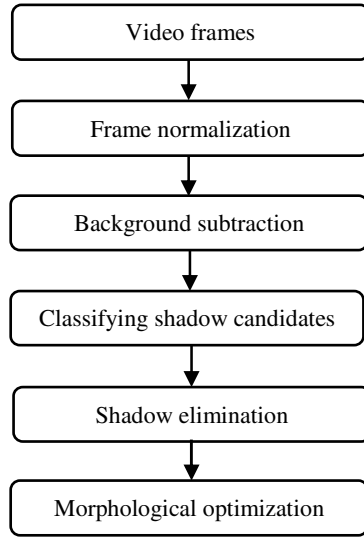 Video frames
Frame normalization
Background subtraction
Classifying shadow candidates
Shadow elimination
Morphological optimization